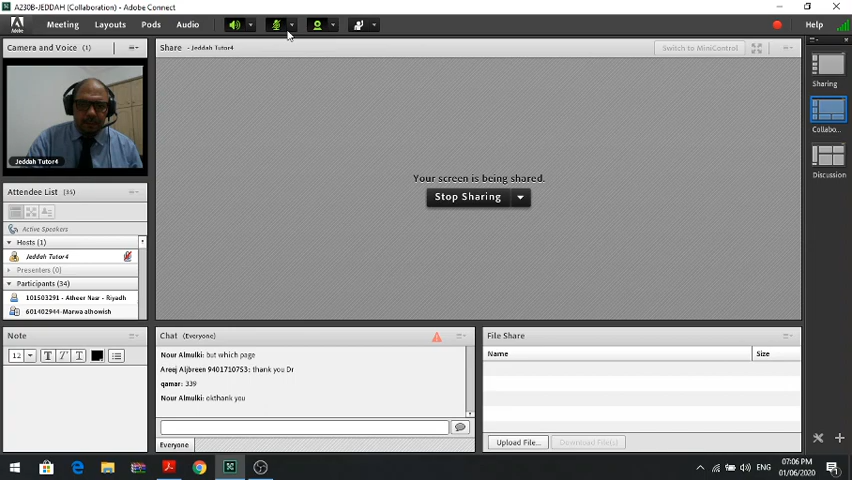 A230B-JEDDAH (Collaboration) - Adobe Connect
Adobe
Meeting Layouts Pods Audio Help
Camera and Voice (1)
Share - Jeddah Tutor4
Switch to MiniControl
Sharing
Collabo...
Discussion
Jeddah Tutor4
Your screen is being shared.
Stop Sharing
Attendee List (35)
Active Speakers
Hosts (1)
Jeddah Tutor4
Presenters (0)
Participants (34)
101503291 - Atheer Nasr - Riyadh
601402944-Marwa alhowish
Note
12 T T T
Chat (Everyone)
Nour Almulki: but which page
Areej Aljbreen 9401710753: thank you Dr
qamar: 339
Nour Almulki: okthank you
Everyone
File Share
Name Size
Upload File... Download File(s)
ENG
07:06 PM
01/06/2020
1